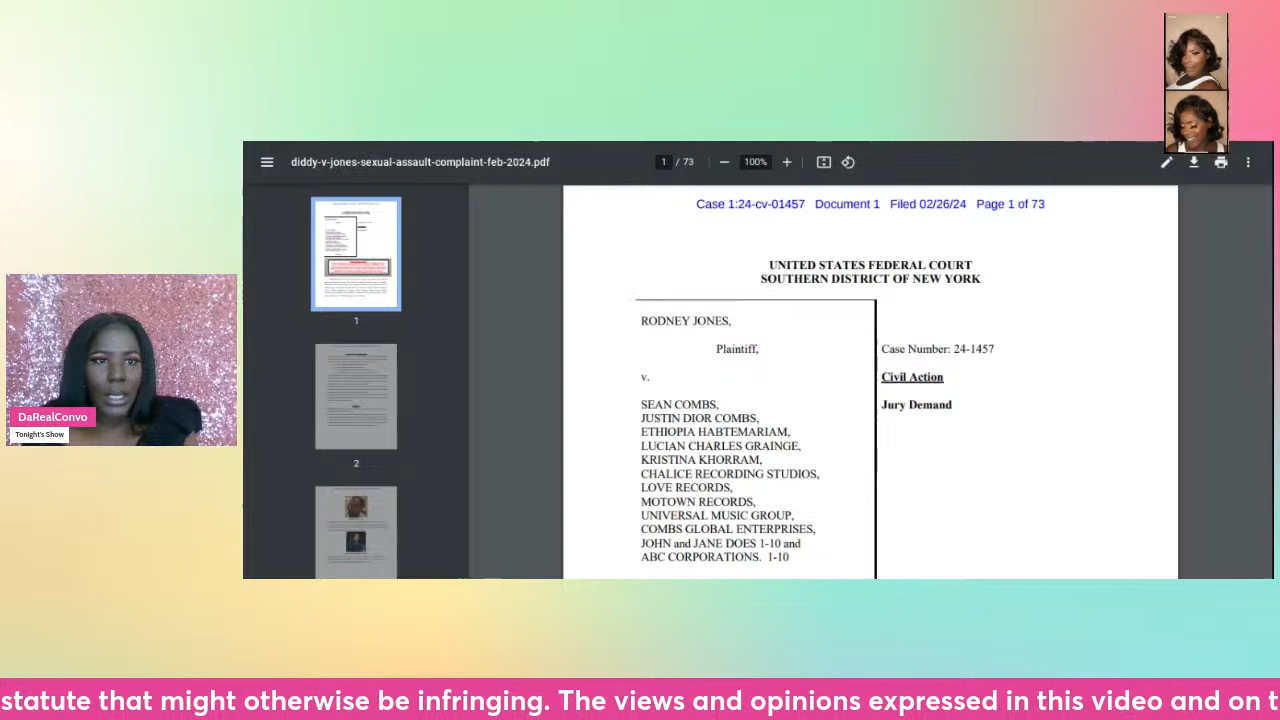 diddy-v-jones-sexual-assault-complaint-feb-2024.pdf
1 / 73
100%
Case 1:24-cv-01457 Document 1 Filed 02/26/24 Page 1 of 73
UNITED STATES FEDERAL COURT
SOUTHERN DISTRICT OF NEW YORK
RODNEY JONES,
Plaintiff,
v.
SEAN COMBS,
JUSTIN DIOR COMBS,
ETHIOPIA HABTEMARIAM,
LUCIAN CHARLES GRAINGE,
KRISTINA KHORRAM,
CHALICE RECORDING STUDIOS,
LOVE RECORDS,
MOTOWN RECORDS,
UNIVERSAL MUSIC GROUP,
COMBS GLOBAL ENTERPRISES,
JOHN and JANE DOES 1-10 and
ABC CORPORATIONS. 1-10
Case Number: 24-1457
Civil Action
Jury Demand
1
2
DaRealConvo
Tonight's Show
statute that might otherwise be infringing. The views and opinions expressed in this video and on t